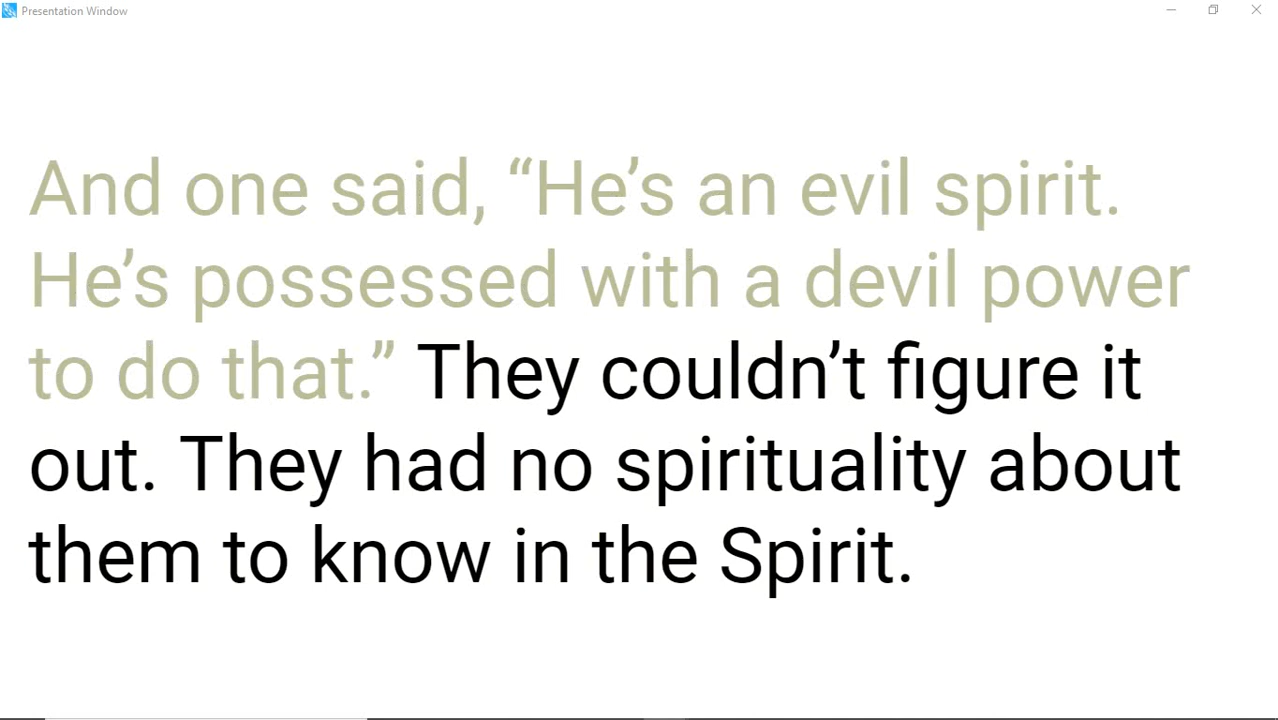 Presentation Window
And one said, “He’s an evil spirit.
He’s possessed with a devil power
to do that.” They couldn’t figure it
out. They had no spirituality about
them to know in the Spirit.